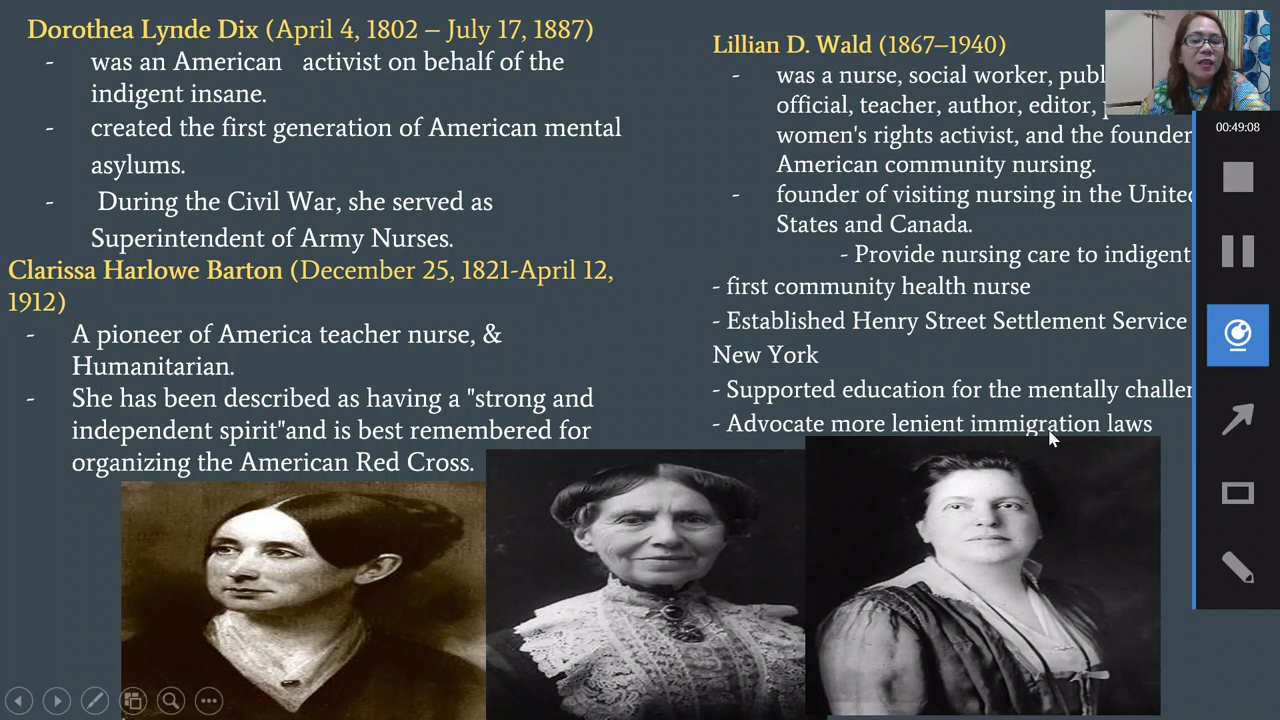 Dorothea Lynde Dix (April 4, 1802 – July 17, 1887)
- was an American activist on behalf of the
indigent insane.
- created the first generation of American mental
asylums.
- During the Civil War, she served as
Superintendent of Army Nurses.
Clarissa Harlowe Barton (December 25, 1821-April 12,
1912)
- A pioneer of America teacher nurse, &
Humanitarian.
- She has been described as having a "strong and
independent spirit"and is best remembered for
organizing the American Red Cross.
Lillian D. Wald (1867–1940)
- was a nurse, social worker,
official, teacher, author, editor,
women's rights activist, and the founder
American community nursing.
- founder of visiting nursing in the
States and Canada.
- Provide nursing care to indigent
- first community health nurse
- Established Henry Street Settlement Service
New York
- Supported education for the mentally
- Advocate more lenient immigration laws
00:49:08